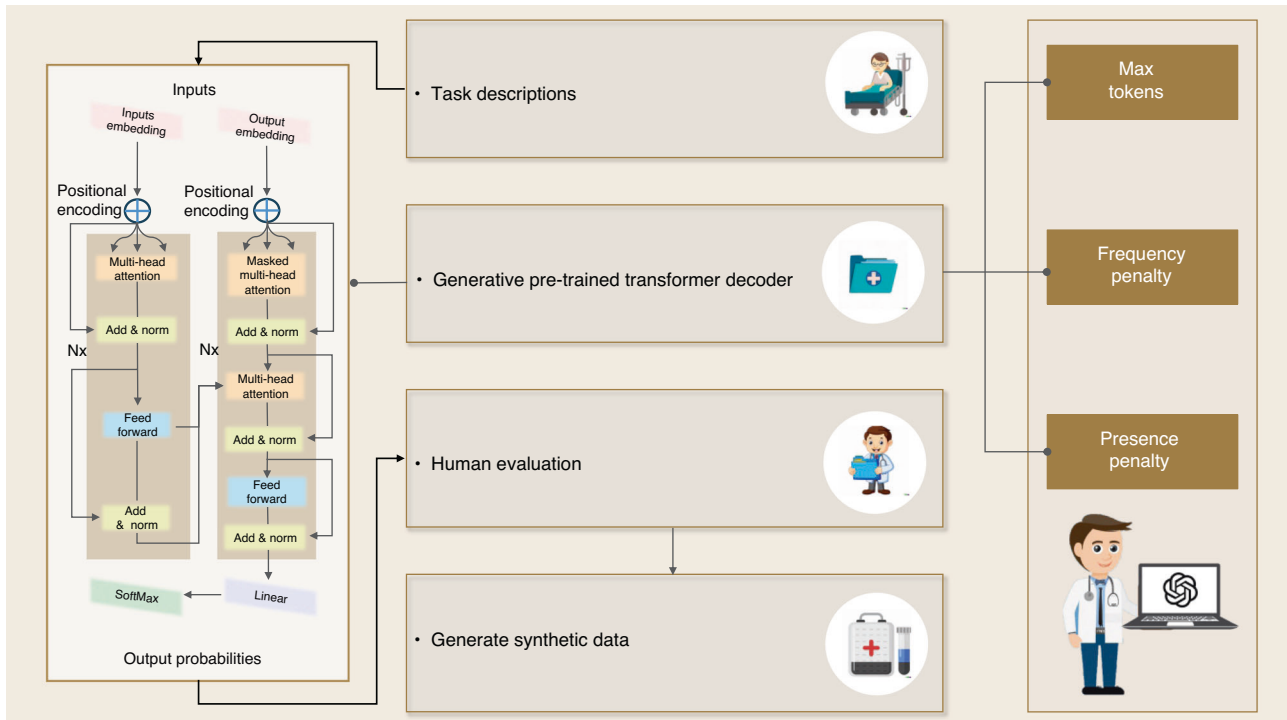 Inputs
Inputs
embedding
Output
embedding
Positional
encoding
Positional
encoding
Multi-head
attention
Masked
multi-head
attention
Add & norm
Add & norm
Nx
Nx
Multi-head
attention
Feed
forward
Add & norm
Feed
forward
Add
& norm
Add & norm
SoftMax
Linear
Output probabilities
• Task descriptions
• Generative pre-trained transformer decoder
• Human evaluation
• Generate synthetic data
Max
tokens
Frequency
penalty
Presence
penalty